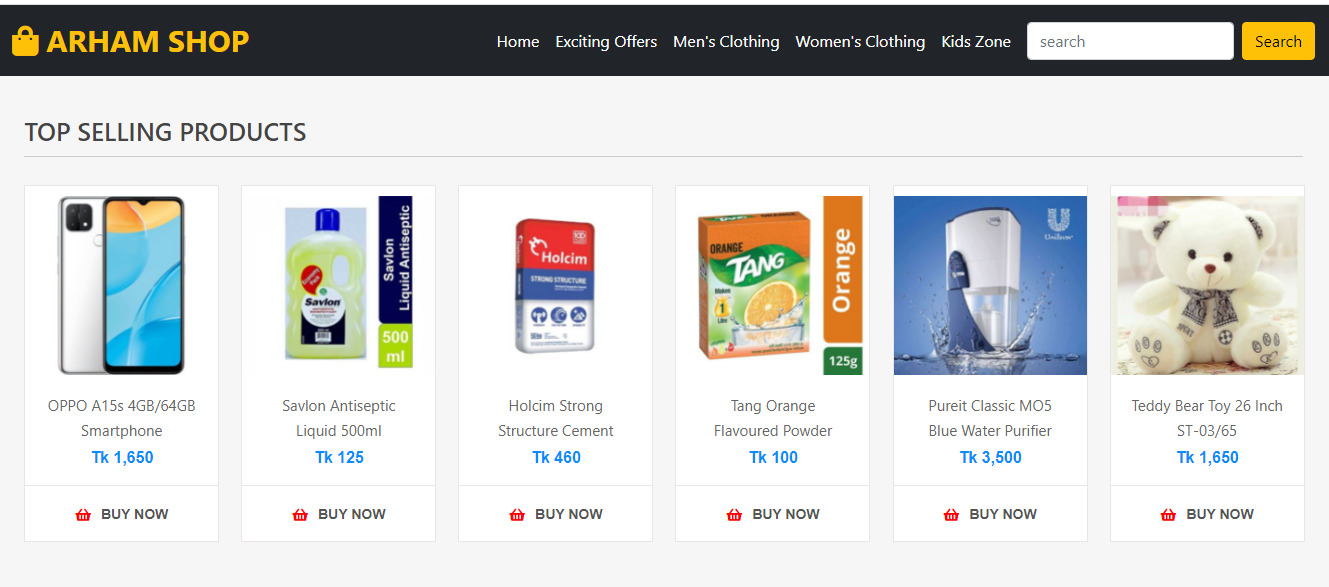 ARHAM SHOP
Home
Exciting Offers
Men's Clothing
Women's Clothing
Kids Zone
search
Search
TOP SELLING PRODUCTS
Savlon
Savlon
Liquid Antiseptic
500
ml
Holcim
STRONG STRUCTURE
ORANGE
TANG
Makes
1
Litre
Orange
125g
Unilever
OPPO A15s 4GB/64GB
Smartphone
Tk 1,650
BUY NOW
Savlon Antiseptic
Liquid 500ml
Tk 125
BUY NOW
Holcim Strong
Structure Cement
Tk 460
BUY NOW
Tang Orange
Flavoured Powder
Tk 100
BUY NOW
Pureit Classic MO5
Blue Water Purifier
Tk 3,500
BUY NOW
Teddy Bear Toy 26 Inch
ST-03/65
Tk 1,650
BUY NOW